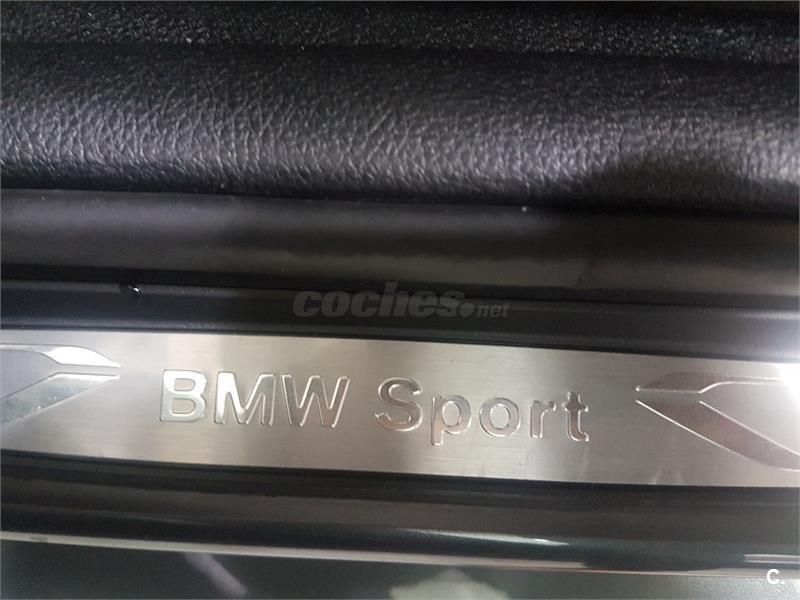 coches.net
BMW Sport
C.